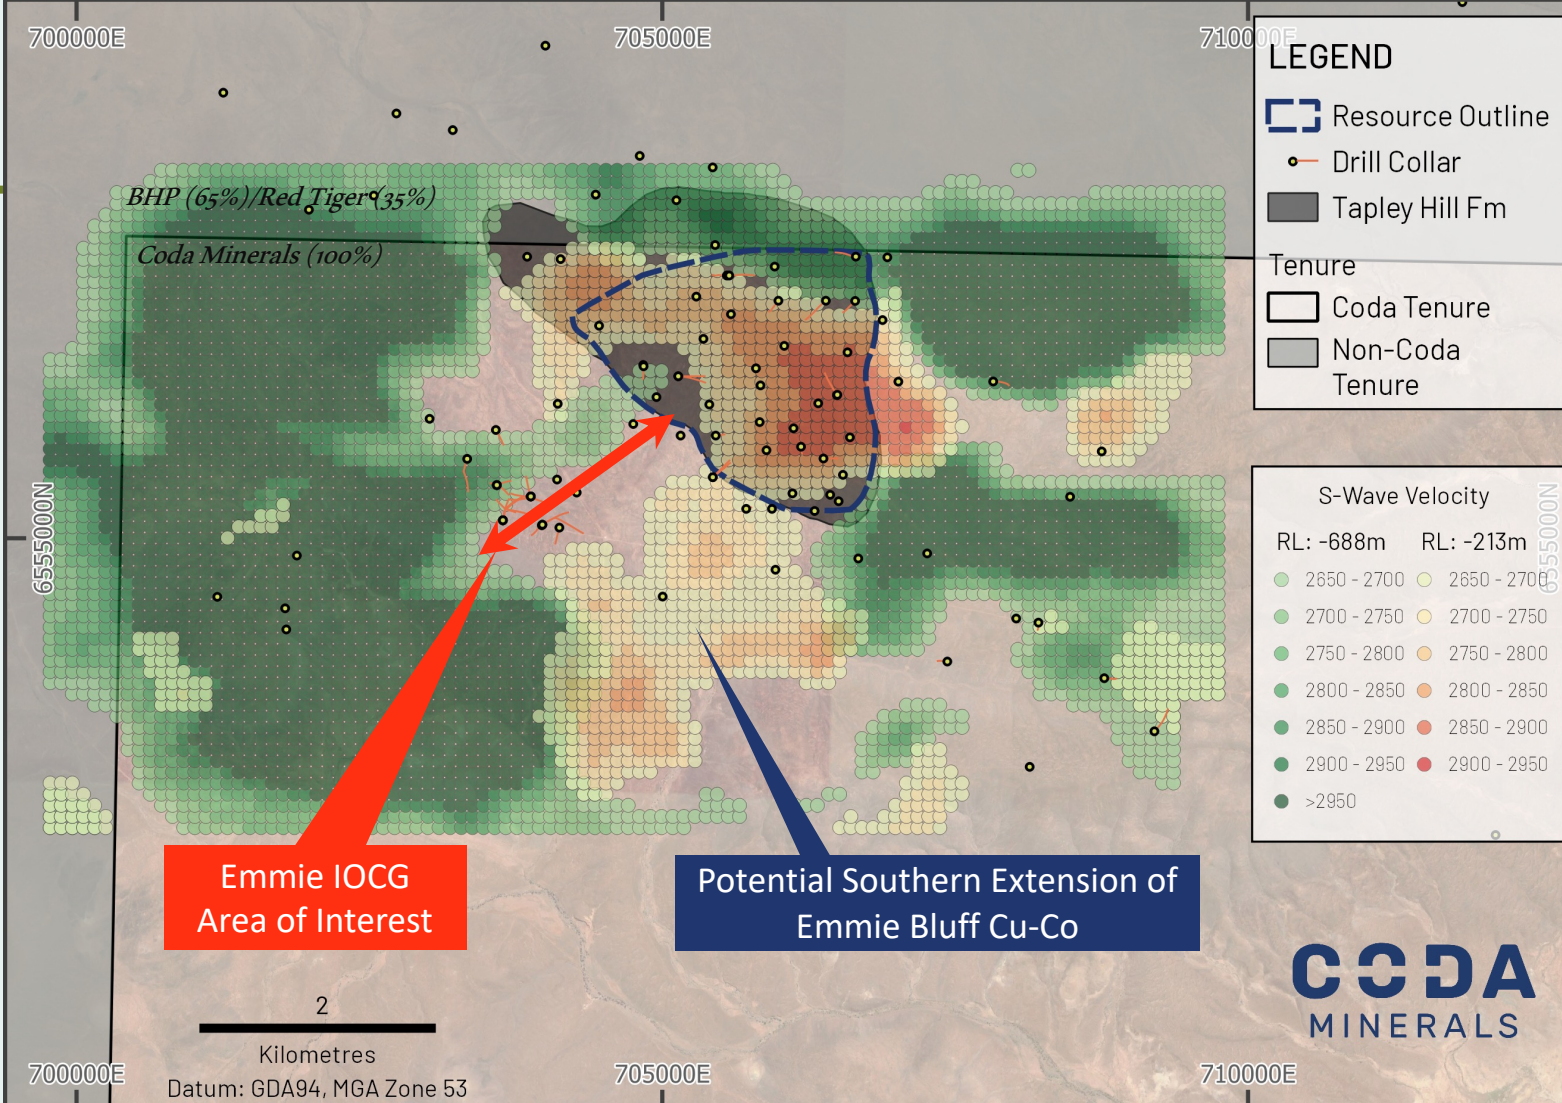 700000E
705000E
710000E
LEGEND
Resource Outline
Drill Collar
Tapley Hill Fm
Tenure
Coda Tenure
Non-Coda
Tenure
BHP (65%)/Red Tiger (35%)
Coda Minerals (100%)
6555000N
6555000N
S-Wave Velocity
RL: -688m RL: -213m
2650 - 2700 2650 - 2700
2700 - 2750 2700 - 2750
2750 - 2800 2750 - 2800
2800 - 2850 2800 - 2850
2850 - 2900 2850 - 2900
2900 - 2950 2900 - 2950
>2950
Emmie IOCG
Area of Interest
Potential Southern Extension of
Emmie Bluff Cu-Co
CODA
MINERALS
2
Kilometres
Datum: GDA94, MGA Zone 53
700000E
705000E
710000E